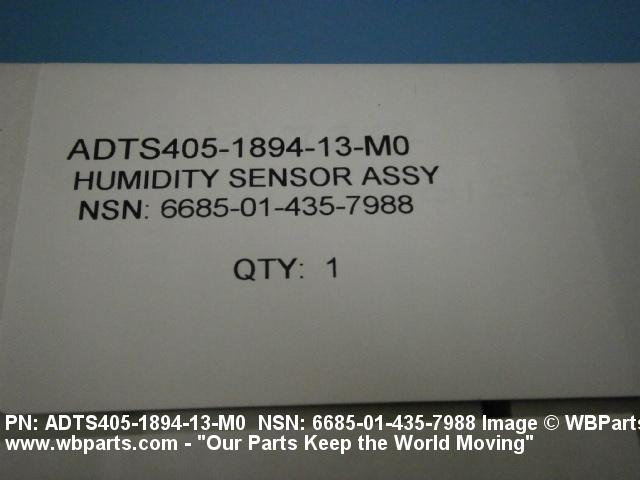 ADTS405-1894-13-M0
HUMIDITY SENSOR ASSY
NSN: 6685-01-435-7988
QTY: 1
PN: ADTS405-1894-13-M0 NSN: 6685-01-435-7988 Image © WBParts
www.wbparts.com - "Our Parts Keep the World Moving"